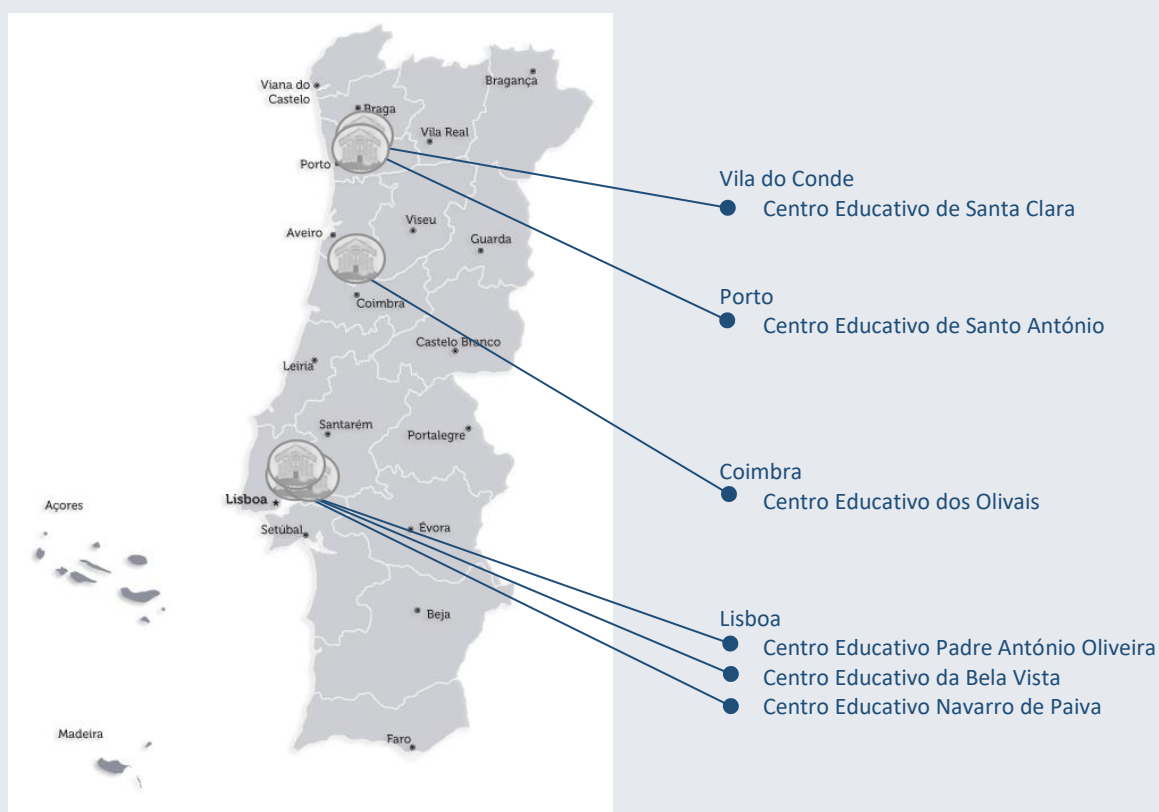 Viana do
Castelo
Bragança
Braga
Vila Real
Porto
Viseu
Aveiro
Guarda
Coimbra
Castelo Branco
Leiria
Santarém
Portalegre
Lisboa
Setúbal
Évora
Beja
Faro
Açores
Madeira
Vila do Conde
Centro Educativo de Santa Clara
Porto
Centro Educativo de Santo António
Coimbra
Centro Educativo dos Olivais
Lisboa
Centro Educativo Padre António Oliveira
Centro Educativo da Bela Vista
Centro Educativo Navarro de Paiva